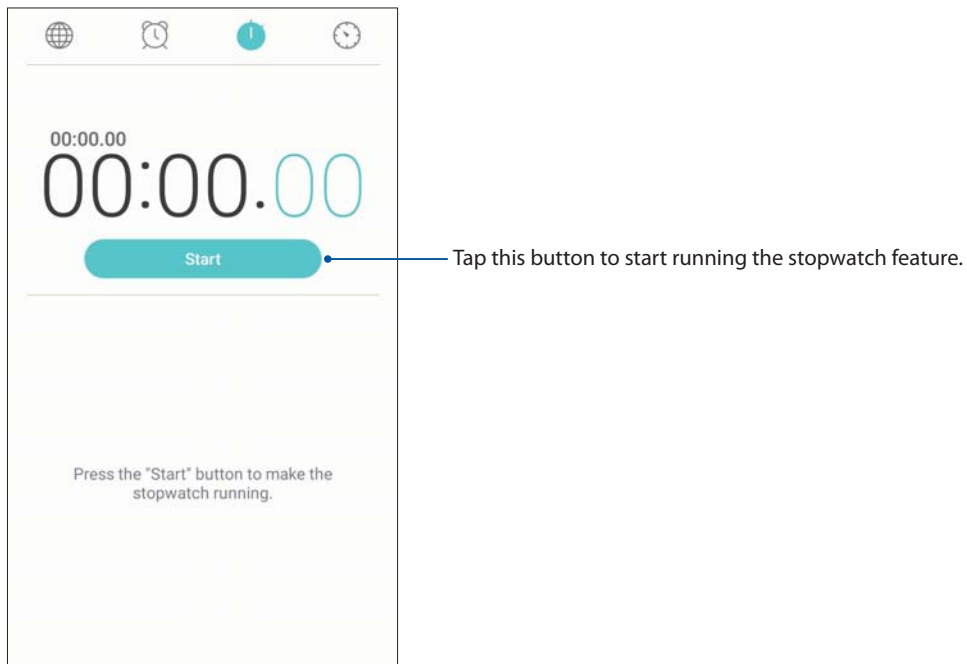 00:00.00
00:00.00
Start
Tap this button to start running the stopwatch feature.
Press the "Start" button to make the
stopwatch running.